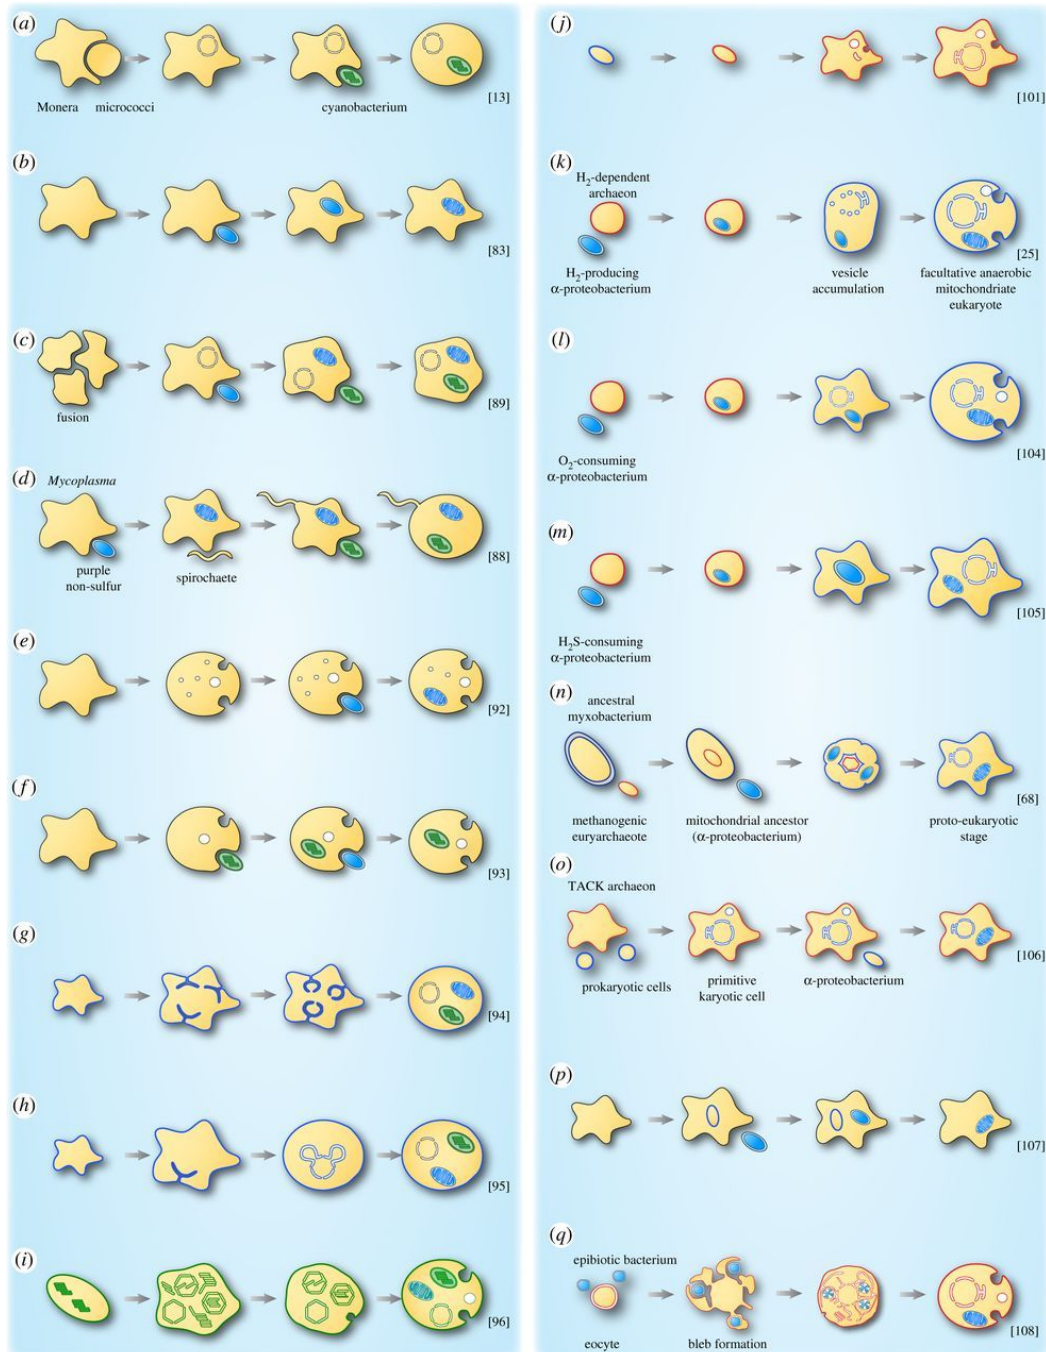 (a)
Monera
micrococci
cyanobacterium
[13]
(b)
[83]
(c)
fusion
[89]
(d)
Mycoplasma
purple
non-sulfur
spirochaete
[88]
(e)
[92]
(f)
[93]
(g)
[94]
(h)
[95]
(i)
[96]
(j)
[101]
(k)
H₂-dependent
archaeon
H₂-producing
α-proteobacterium
vesicle
accumulation
facultative anaerobic
mitochondriate
eukaryote
[25]
(l)
O₂-consuming
α-proteobacterium
[104]
(m)
H₂S-consuming
α-proteobacterium
[105]
(n)
ancestral
myxobacterium
methanogenic
euryarchaeote
mitochondrial ancestor
(α-proteobacterium)
proto-eukaryotic
stage
[68]
(o)
TACK archaeon
prokaryotic cells
primitive
karyotic cell
α-proteobacterium
[106]
(p)
[107]
(q)
epibiotic bacterium
eocyte
bleb formation
[108]